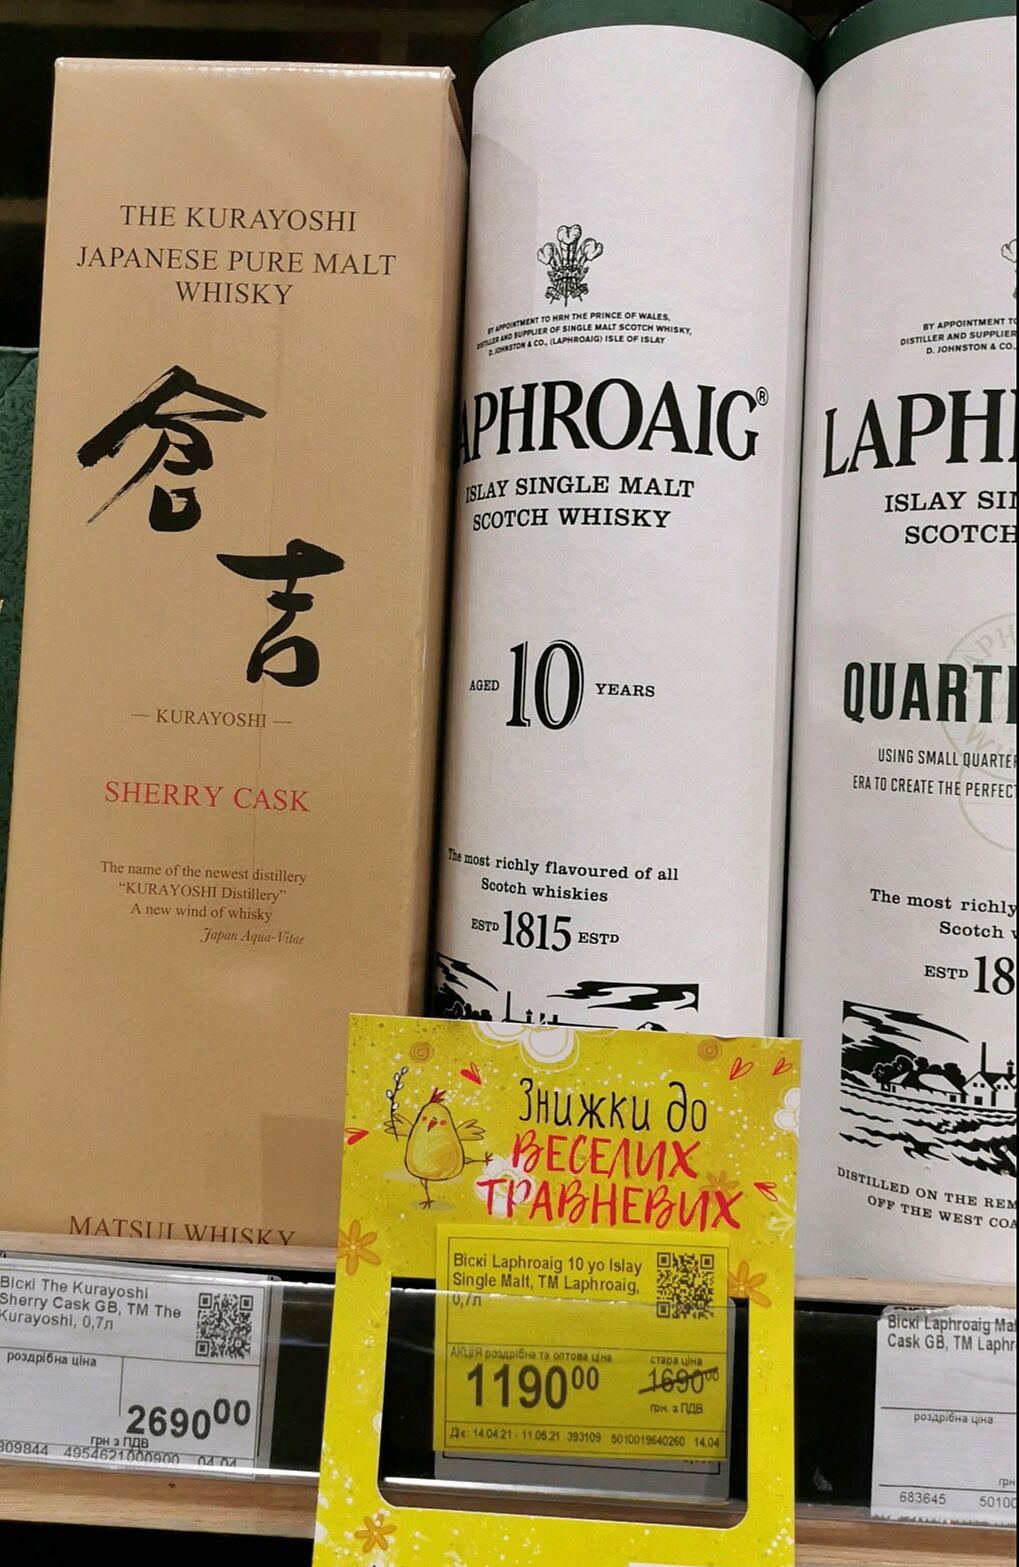 THE KURAYOSHI
JAPANESE PURE MALT
WHISKY
倉
吉
— KURAYOSHI —
SHERRY CASK
The name of the newest distillery
“KURAYOSHI Distillery”
A new wind of whisky
Japan Aqua-Vitae
MATSUI WHISKY
BY APPOINTMENT TO HRH THE PRINCE OF WALES,
DISTILLER AND SUPPLIER OF SINGLE MALT SCOTCH WHISKY,
D. JOHNSTON & CO., (LAPHROAIG) ISLE OF ISLAY
APHROAIG®
ISLAY SINGLE MALT
SCOTCH WHISKY
AGED 10 YEARS
The most richly flavoured of all
Scotch whiskies
ESTD 1815 ESTD
BY APPOINTMENT TO
DISTILLER AND SUPPLIER
D. JOHNSTON & CO.,
LAPH
ISLAY SI
SCOTCH
QUART
USING SMALL QUARTER
ERA TO CREATE THE PERFECT
The most richly
Scotch
ESTD 18
DISTILLED ON THE REM
OFF THE WEST COA
Знижки до
ВЕСЕЛИХ
ТРАВНЕВИХ
Віскі Laphroaig 10 yo Islay
Single Malt, ТМ Laphroaig,
0,7л
АКЦІЯ роздрібна та оптова ціна
стара ціна
1190 00
1690 00
грн. з ПДВ
Діє: 14.04.21 - 11.05.21 393109 5010019640260 14.04
Віскі The Kurayoshi
Sherry Cask GB, ТМ The
Kurayoshi, 0,7л
роздрібна ціна
2690 00
грн з ПДВ
309844 4954621000900 04.04
Віскі Laphroaig
Cask GB, ТМ Laphr
роздрібна ціна
грн
683645 50100